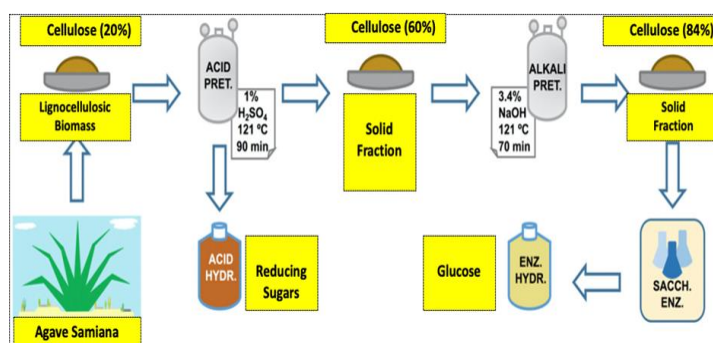 Cellulose (20%)
Lignocellulosic
Biomass
Agave Samiana
ACID
PRET.
1%
H₂SO₄
121 ºC
90 min
ACID
HYDR.
Reducing
Sugars
Cellulose (60%)
Solid
Fraction
ALKALI
PRET.
3.4%
NaOH
121 ºC
70 min
Cellulose (84%)
Solid
Fraction
SACCH.
ENZ.
ENZ.
HYDR.
Glucose